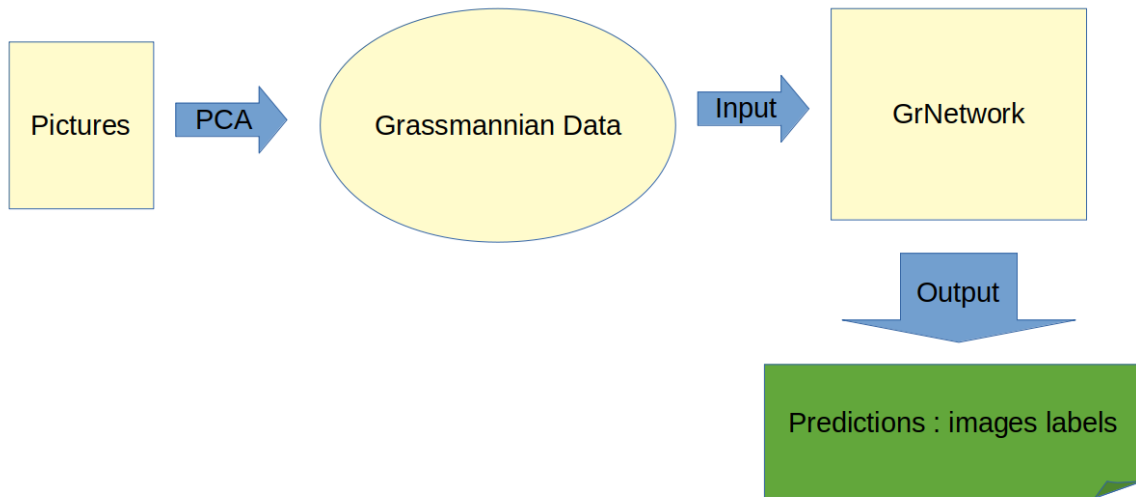 Pictures
PCA
Grassmannian Data
Input
GrNetwork
Output
Predictions : images labels